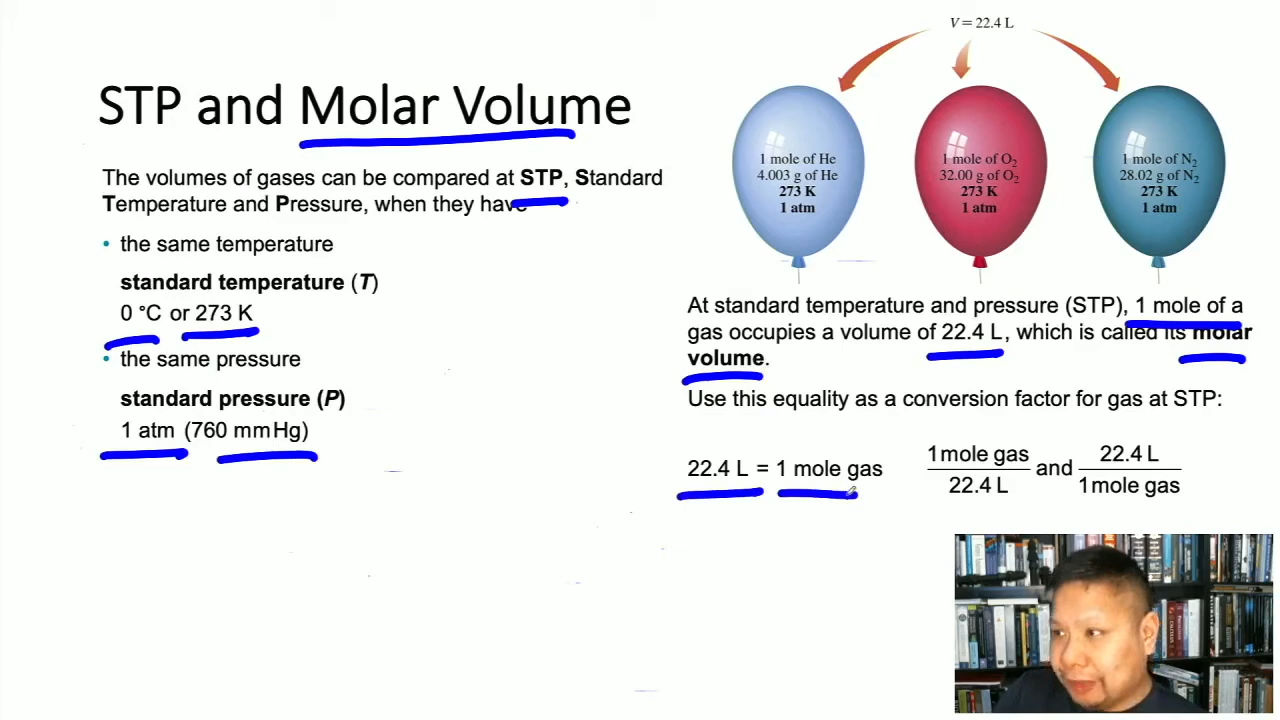 STP and Molar Volume
The volumes of gases can be compared at STP, Standard
Temperature and Pressure, when they have
• the same temperature
standard temperature (T)
0 °C or 273 K
• the same pressure
standard pressure (P)
1 atm (760 mmHg)
V = 22.4 L
1 mole of He
4.003 g of He
273 K
1 atm
1 mole of O₂
32.00 g of O₂
273 K
1 atm
1 mole of N₂
28.02 g of N₂
273 K
1 atm
At standard temperature and pressure (STP), 1 mole of a
gas occupies a volume of 22.4 L, which is called its molar
volume.
Use this equality as a conversion factor for gas at STP:
22.4 L = 1 mole gas
1 mole gas
22.4 L
and
22.4 L
1 mole gas